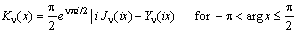 K_ν(x) = π/2 e^{νπi/2} | i J_ν(ix) − Y_ν(ix)    for − π < arg x ≤ π/2